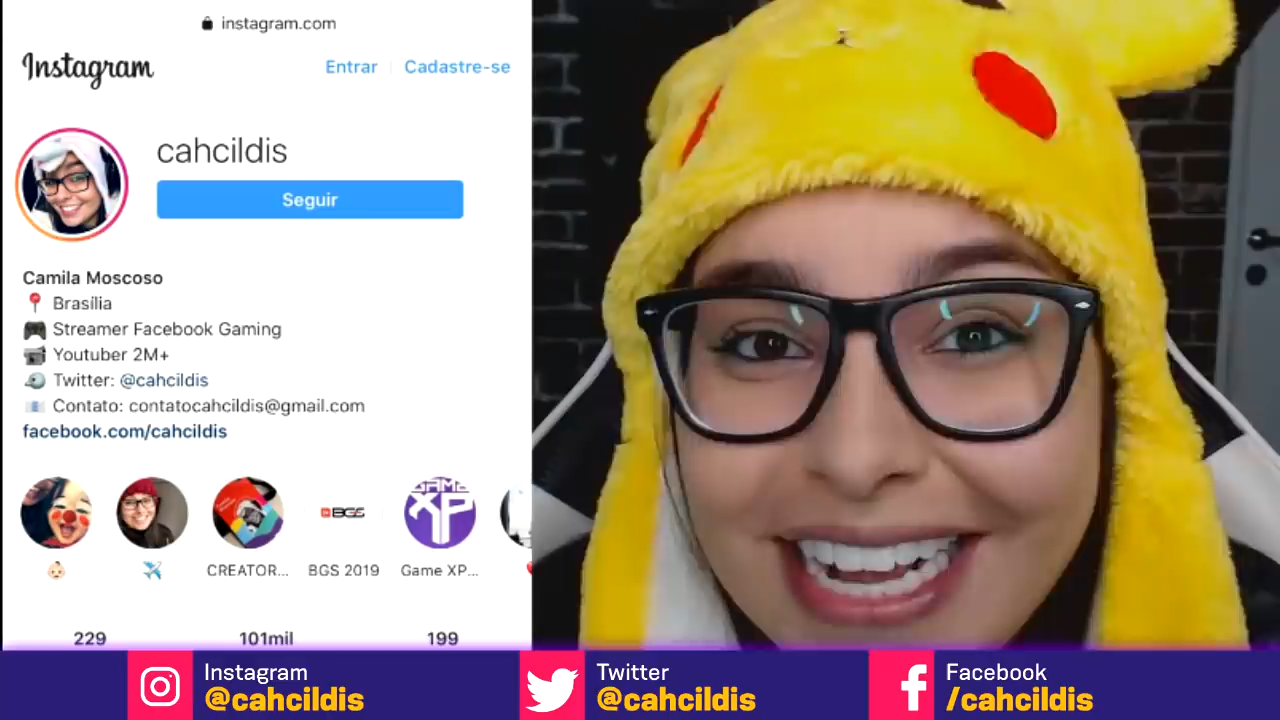 instagram.com
Instagram
Entrar
Cadastre-se
cahcildis
Seguir
Camila Moscoso
Brasília
Streamer Facebook Gaming
Youtuber 2M+
Twitter: @cahcildis
Contato: contatocahcildis@gmail.com
facebook.com/cahcildis
BGS
GAME
XP
CREATOR...
BGS 2019
Game XP...
229
101mil
199
Instagram
@cahcildis
Twitter
@cahcildis
Facebook
/cahcildis